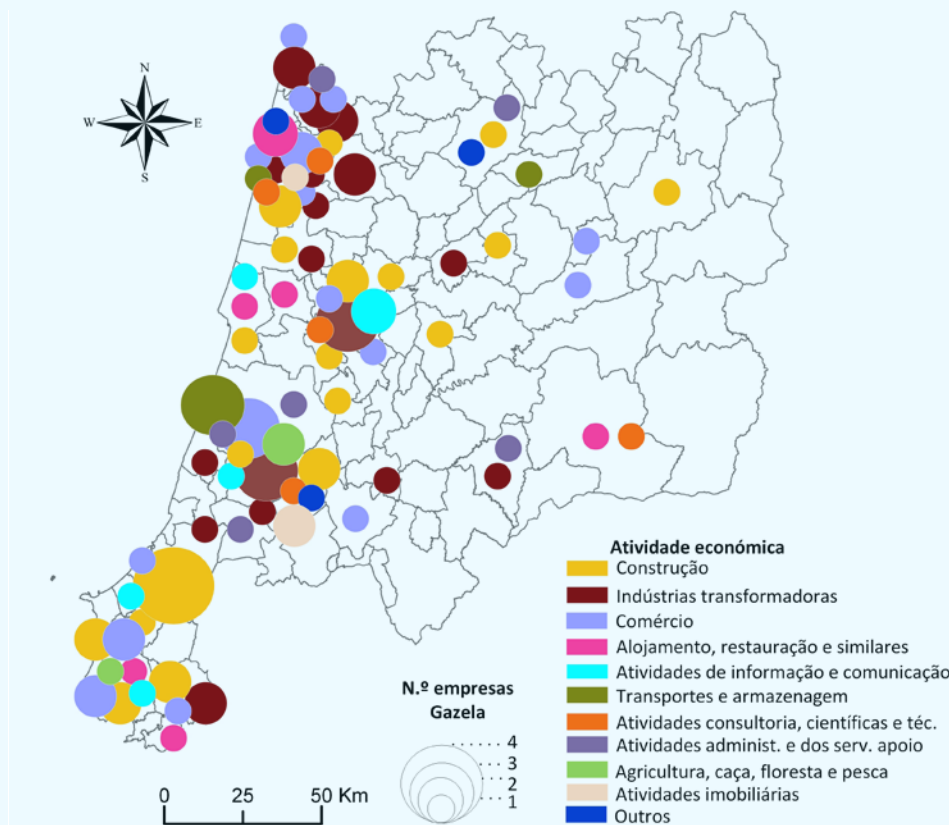 N
W
E
S
Atividade económica
Construção
Indústrias transformadoras
Comércio
Alojamento, restauração e similares
Atividades de informação e comunicação
Transportes e armazenagem
Atividades consultoria, científicas e téc.
Atividades administ. e dos serv. apoio
Agricultura, caça, floresta e pesca
Atividades imobiliárias
Outros
N.º empresas
Gazela
4
3
2
1
0 25 50 Km